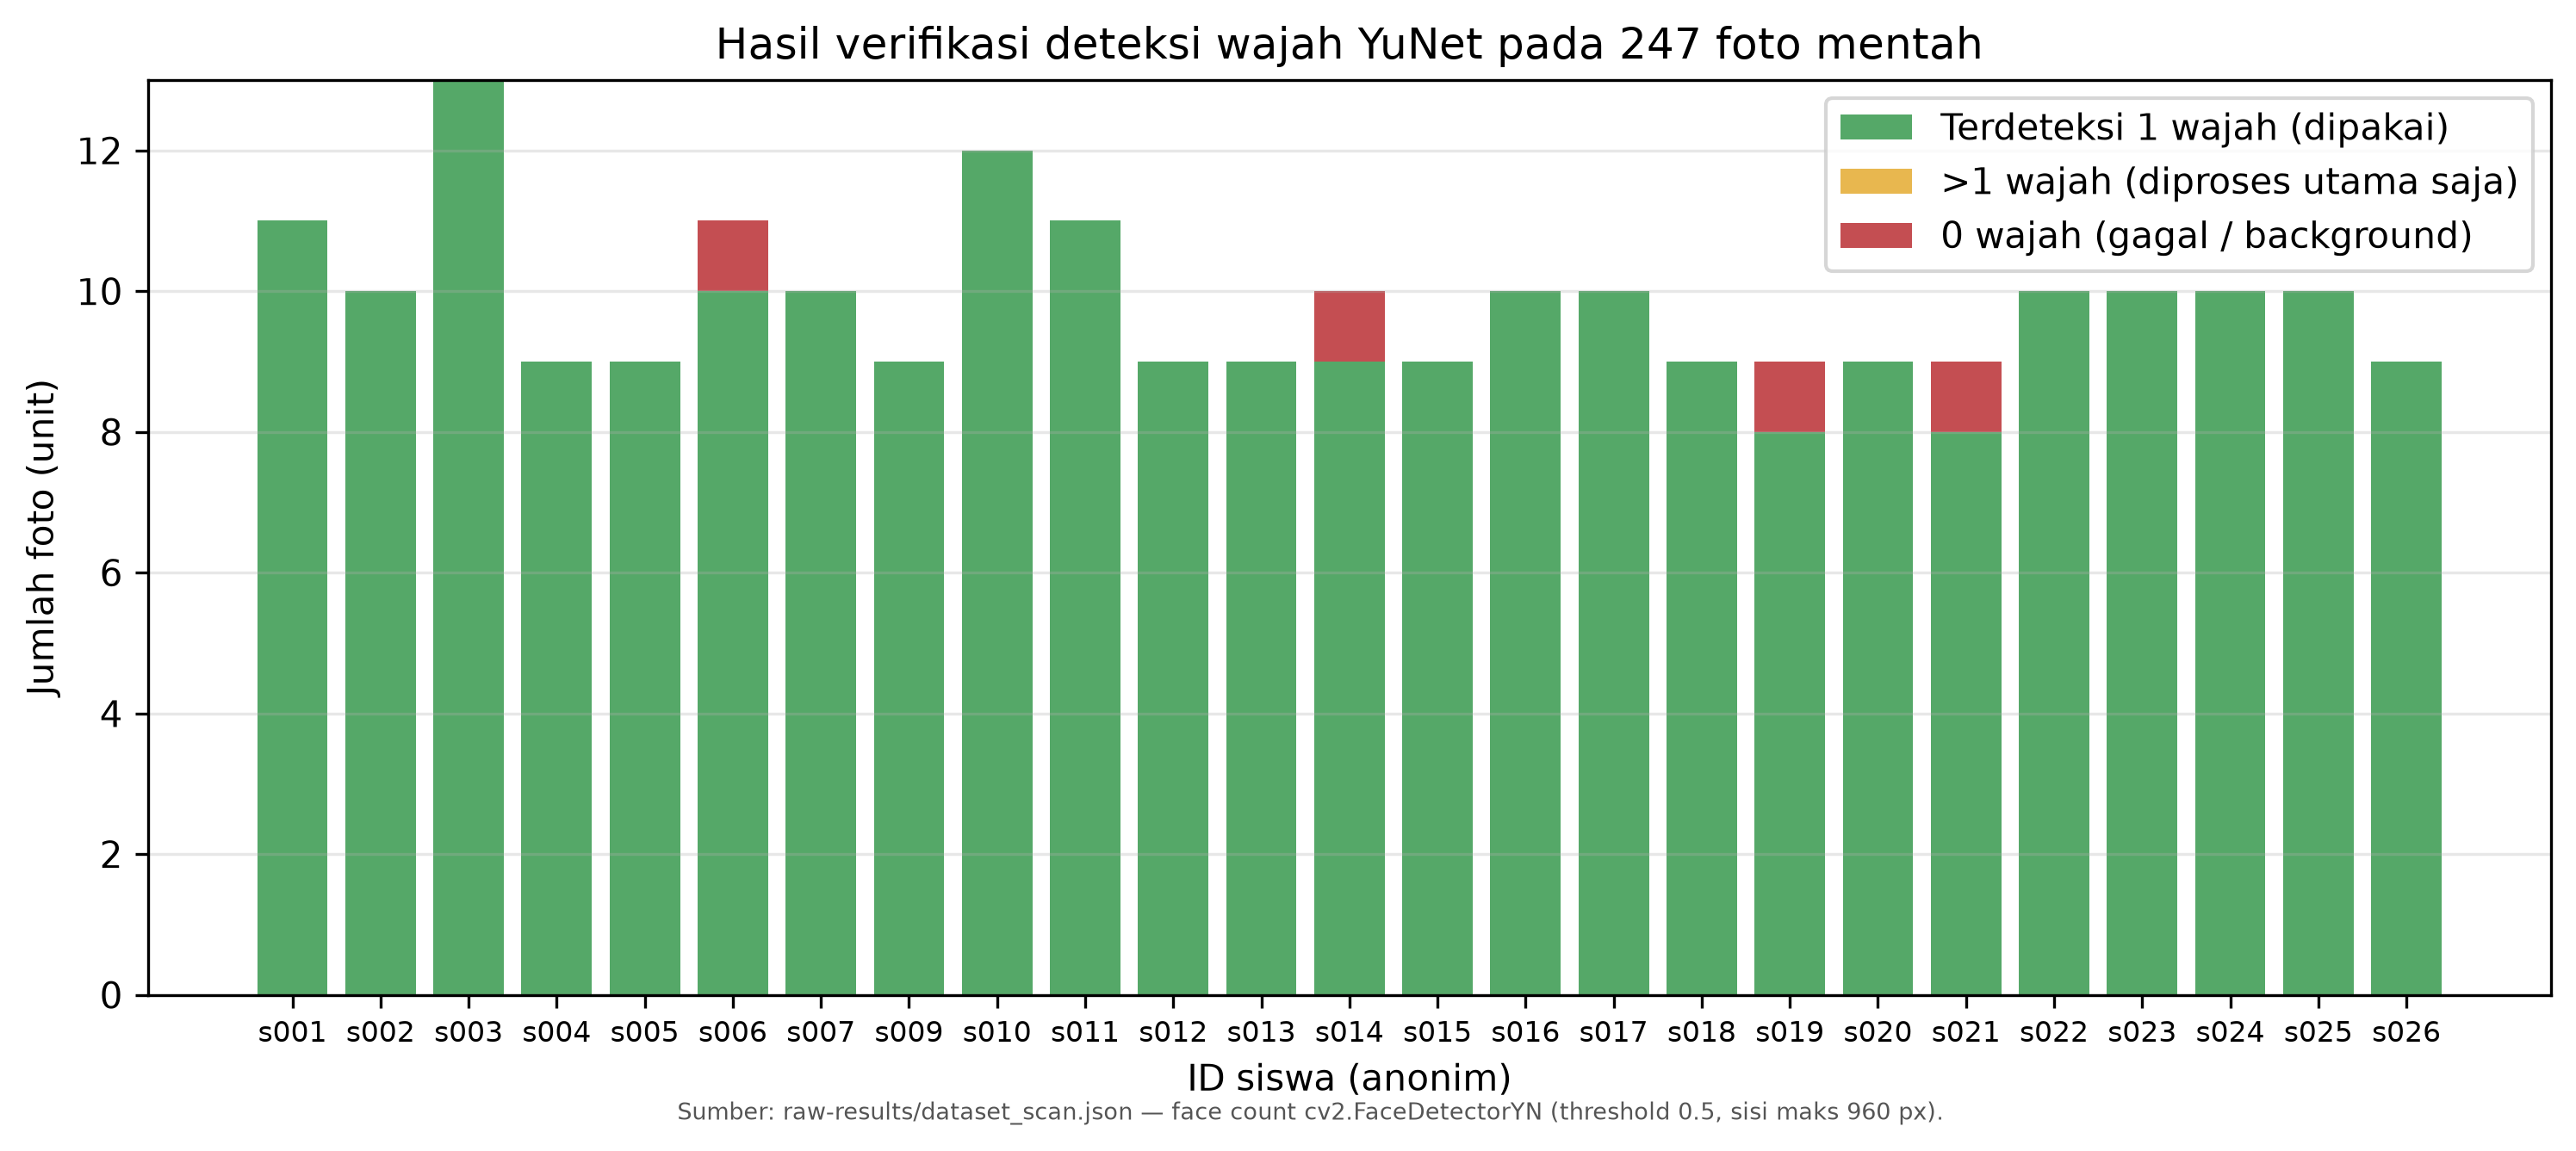 Hasil verifikasi deteksi wajah YuNet pada 247 foto mentah
Terdeteksi 1 wajah (dipakai)
>1 wajah (diproses utama saja)
0 wajah (gagal / background)
Jumlah foto (unit)
12
10
8
6
4
2
0
s001 s002 s003 s004 s005 s006 s007 s009 s010 s011 s012 s013 s014 s015 s016 s017 s018 s019 s020 s021 s022 s023 s024 s025 s026
ID siswa (anonim)
Sumber: raw-results/dataset_scan.json — face count cv2.FaceDetectorYN (threshold 0.5, sisi maks 960 px).